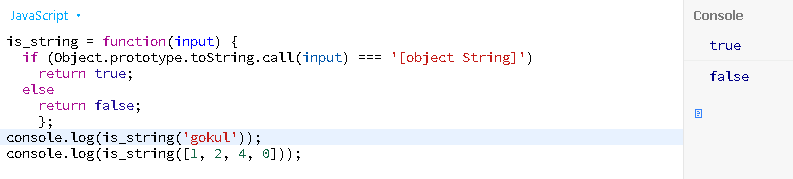 JavaScript
is_string = function(input) {
  if (Object.prototype.toString.call(input) === '[object String]')
    return true;
  else
    return false;
    };
console.log(is_string('gokul'));
console.log(is_string([1, 2, 4, 0]));
Console
true
false